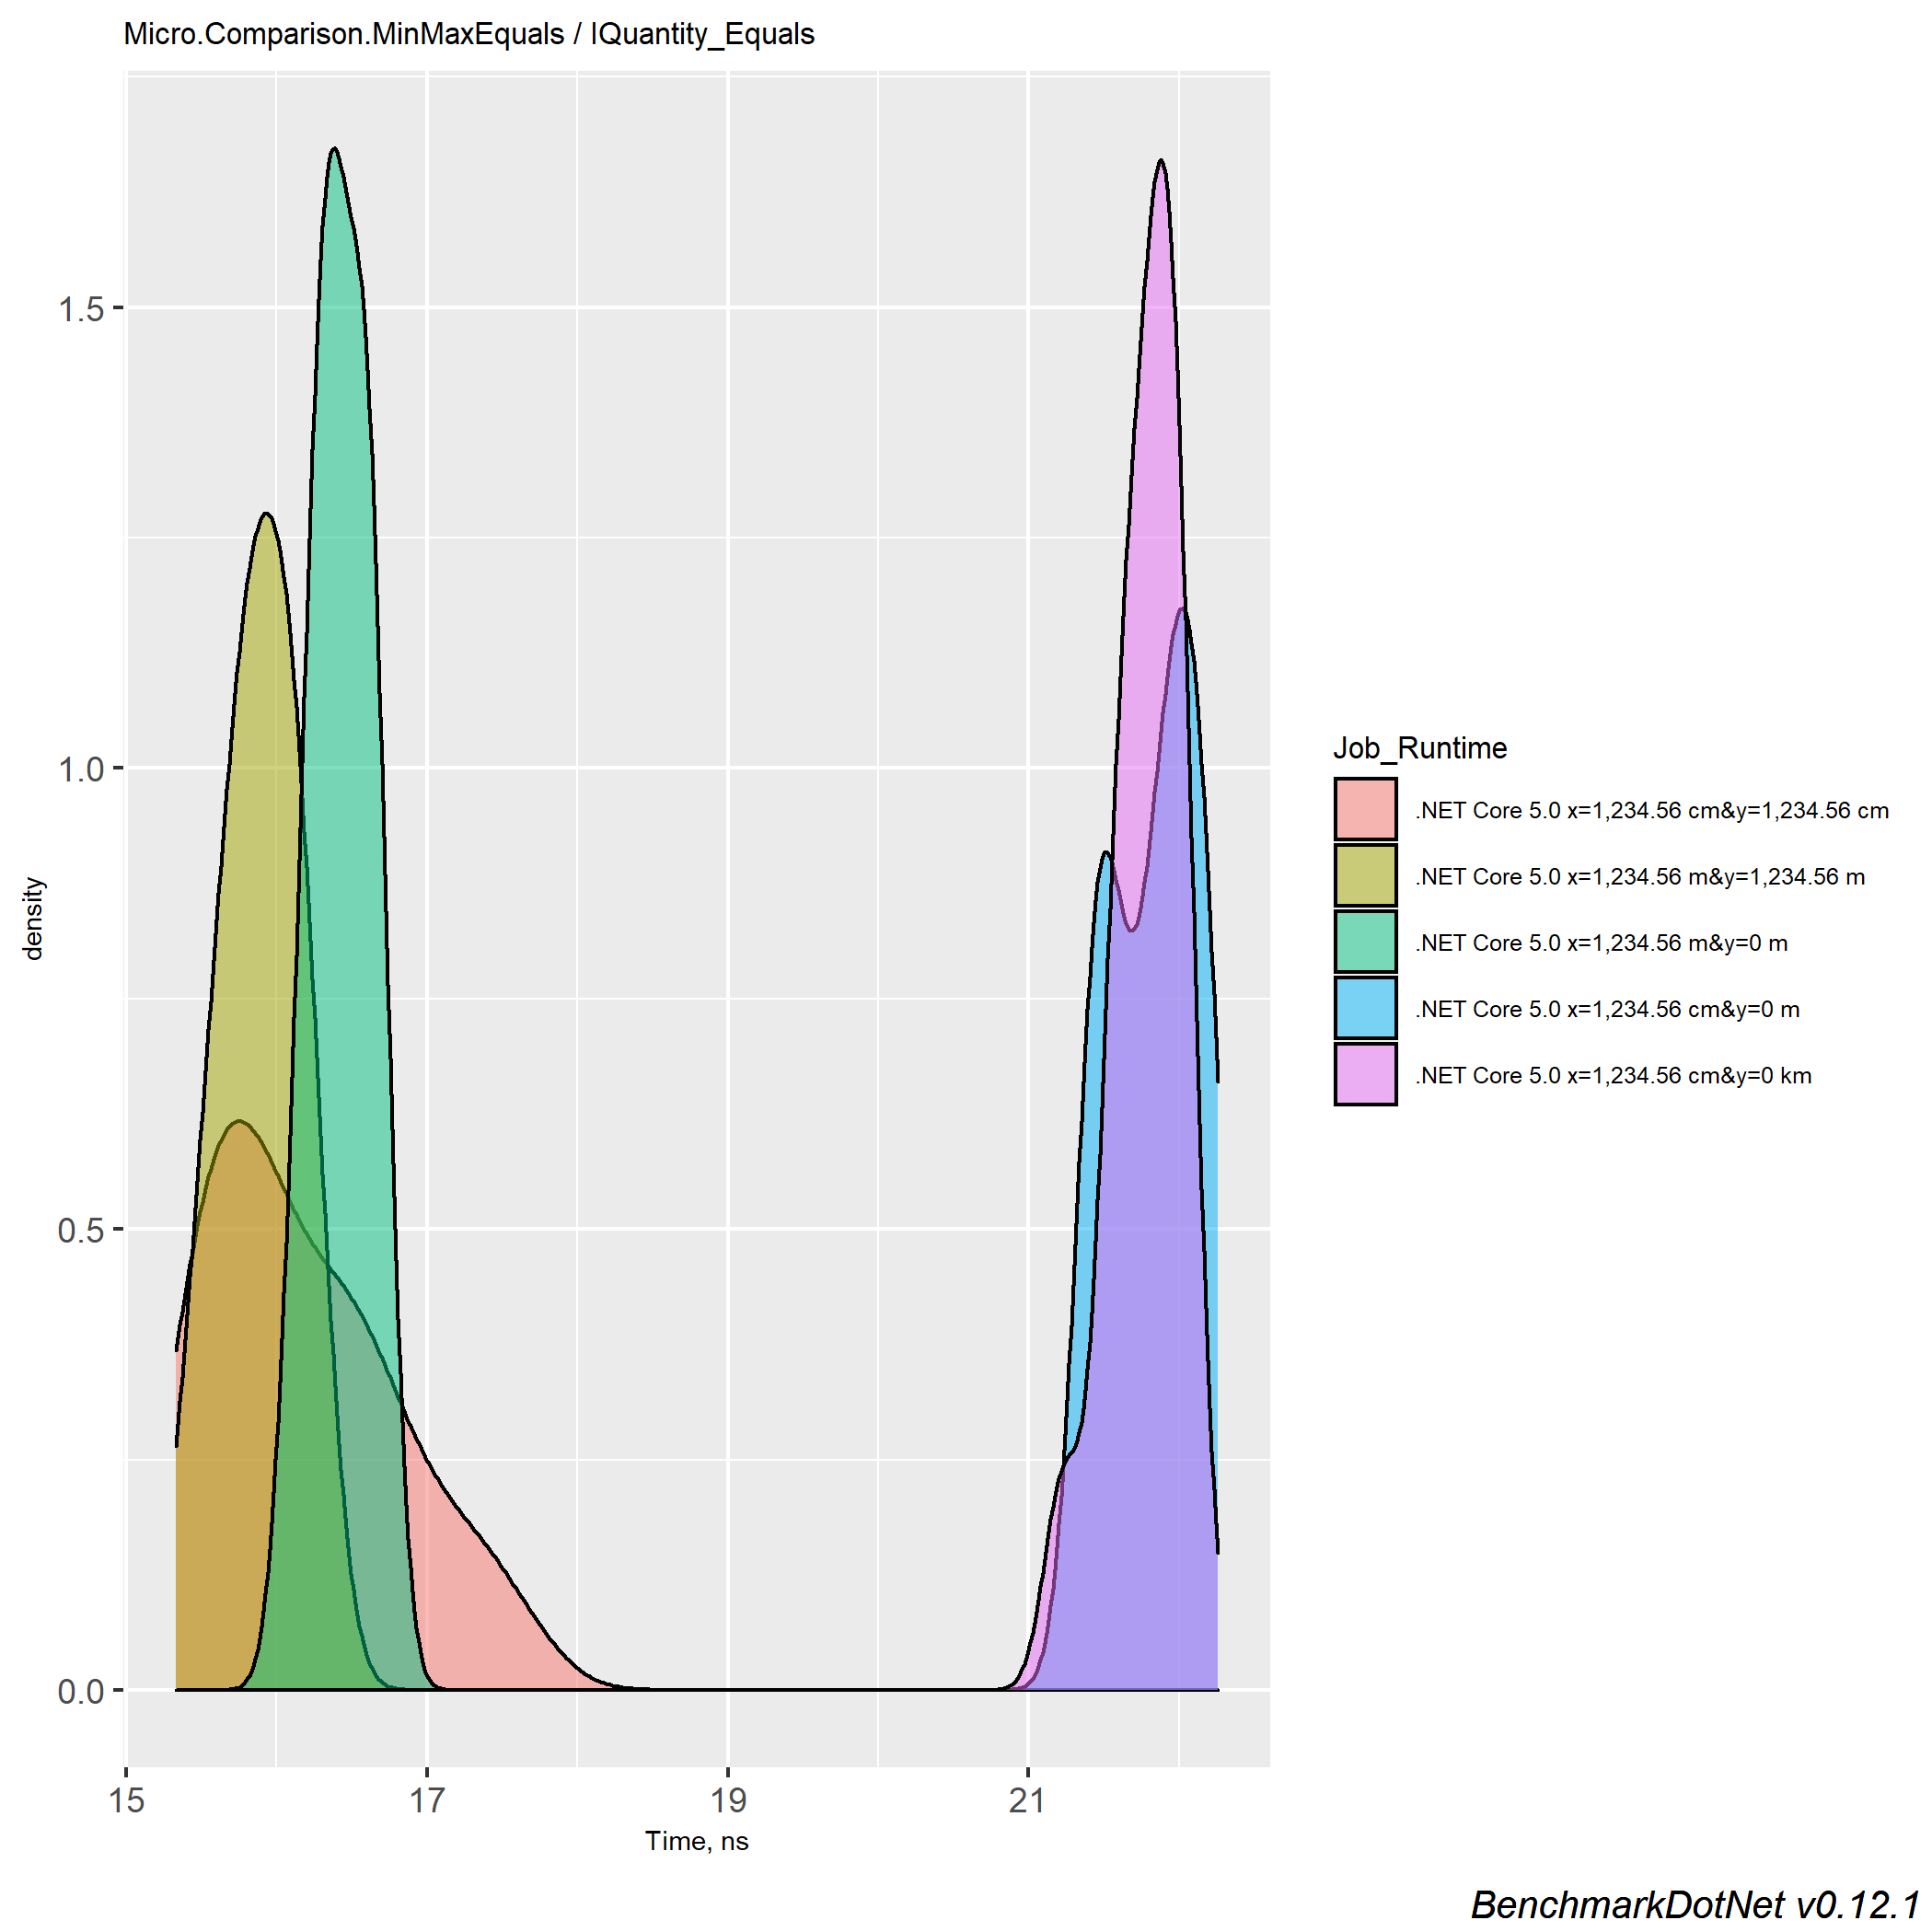 Micro.Comparison.MinMaxEquals / IQuantity_Equals
1.5
1.0
0.5
0.0
density
15 17 19 21
Time, ns
Job_Runtime
.NET Core 5.0 x=1,234.56 cm&y=1,234.56 cm
.NET Core 5.0 x=1,234.56 m&y=1,234.56 m
.NET Core 5.0 x=1,234.56 m&y=0 m
.NET Core 5.0 x=1,234.56 cm&y=0 m
.NET Core 5.0 x=1,234.56 cm&y=0 km
BenchmarkDotNet v0.12.1